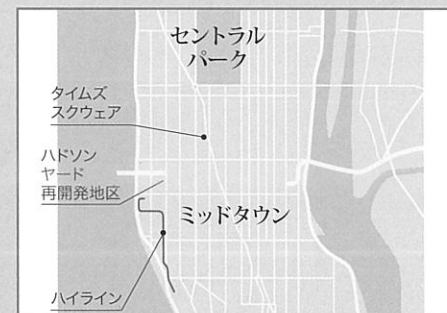 セントラル
パーク
タイムズ
スクウェア
ハドソン
ヤード
再開発地区
ミッドタウン
ハイライン